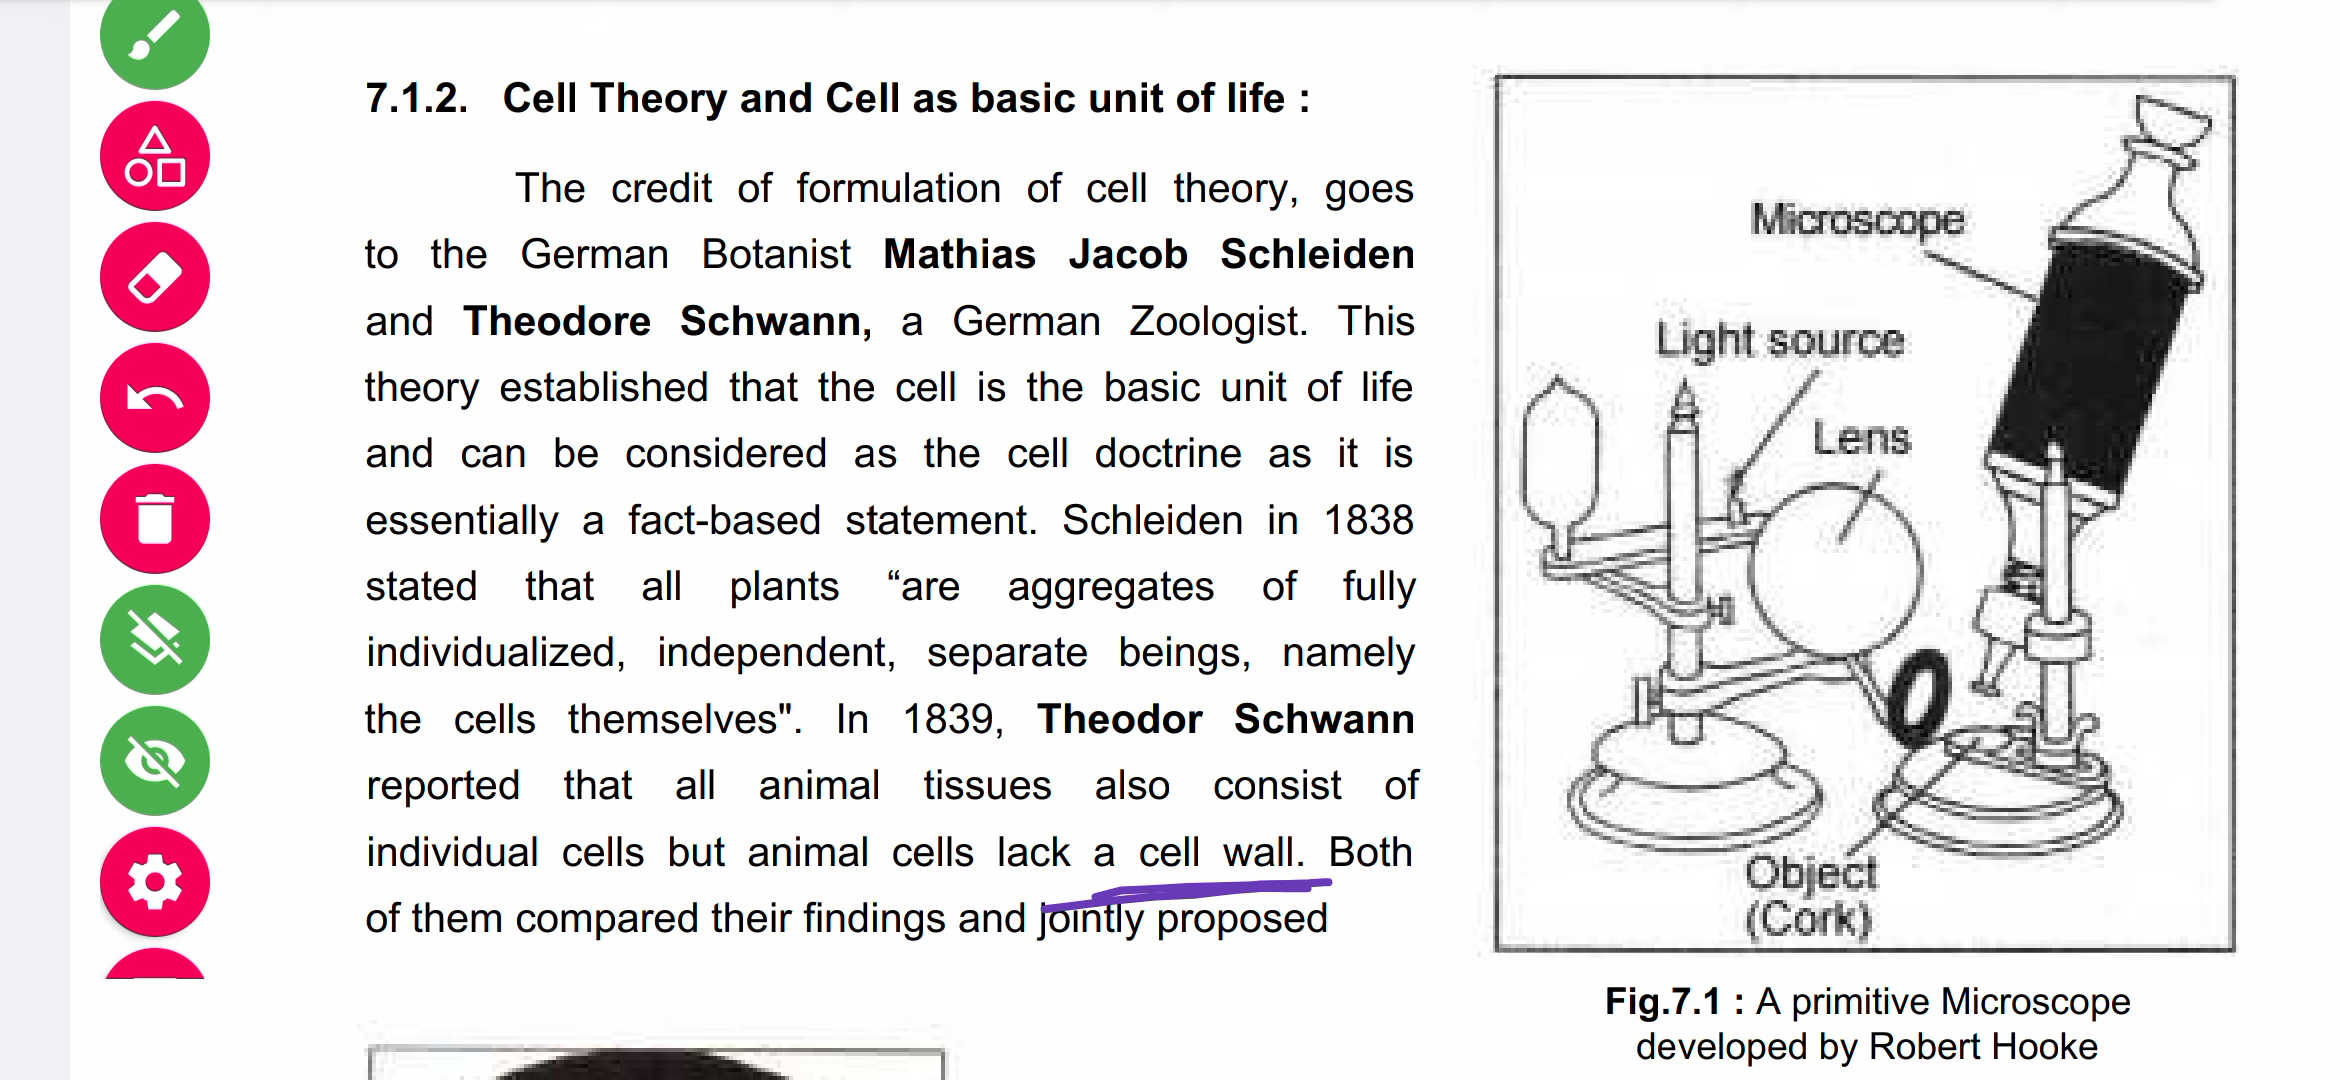 7.1.2. Cell Theory and Cell as basic unit of life :
The credit of formulation of cell theory, goes
to the German Botanist Mathias Jacob Schleiden
and Theodore Schwann, a German Zoologist. This
theory established that the cell is the basic unit of life
and can be considered as the cell doctrine as it is
essentially a fact-based statement. Schleiden in 1838
stated that all plants “are aggregates of fully
individualized, independent, separate beings, namely
the cells themselves". In 1839, Theodor Schwann
reported that all animal tissues also consist of
individual cells but animal cells lack a cell wall. Both
of them compared their findings and jointly proposed
Microscope
Light source
Lens
Object
(Cork)
Fig.7.1 : A primitive Microscope
developed by Robert Hooke